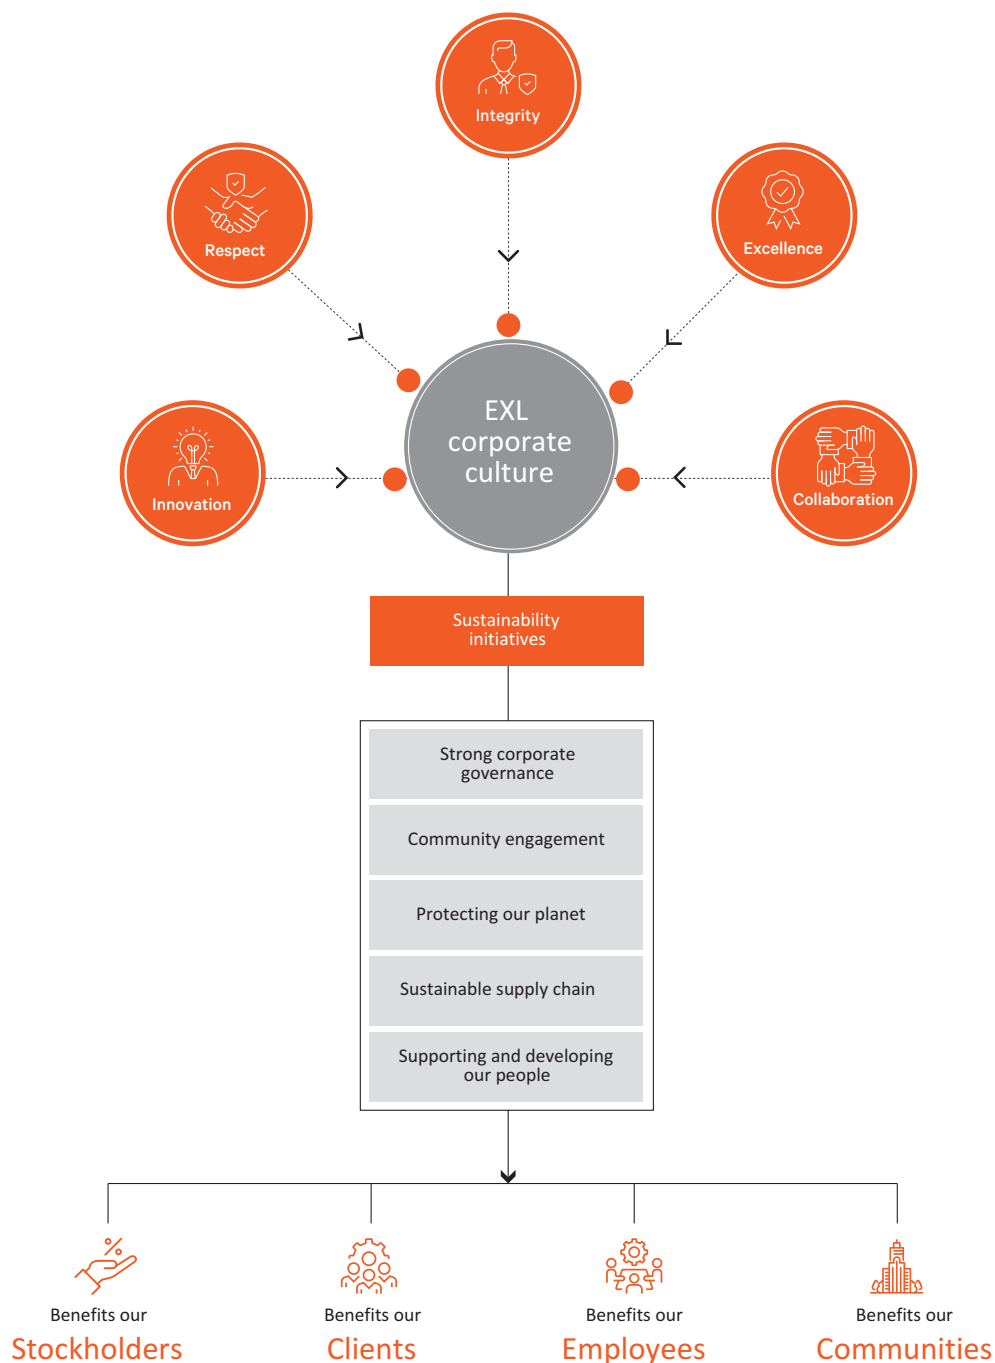 Integrity
Respect
Excellence
EXL
corporate
culture
Innovation
Collaboration
Sustainability
initiatives
Strong corporate
governance
Community engagement
Protecting our planet
Sustainable supply chain
Supporting and developing
our people
Benefits our
Stockholders
Benefits our
Clients
Benefits our
Employees
Benefits our
Communities